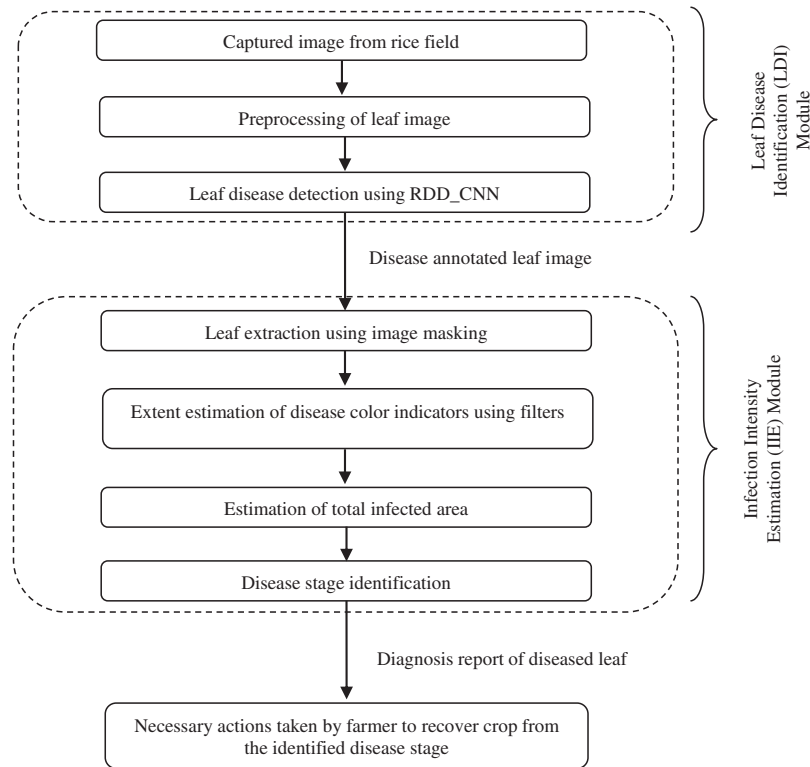 Captured image from rice field
Preprocessing of leaf image
Leaf disease detection using RDD_CNN
Leaf Disease
Identification (LDI)
Module
Disease annotated leaf image
Leaf extraction using image masking
Extent estimation of disease color indicators using filters
Estimation of total infected area
Disease stage identification
Infection Intensity
Estimation (IIE) Module
Diagnosis report of diseased leaf
Necessary actions taken by farmer to recover crop from
the identified disease stage